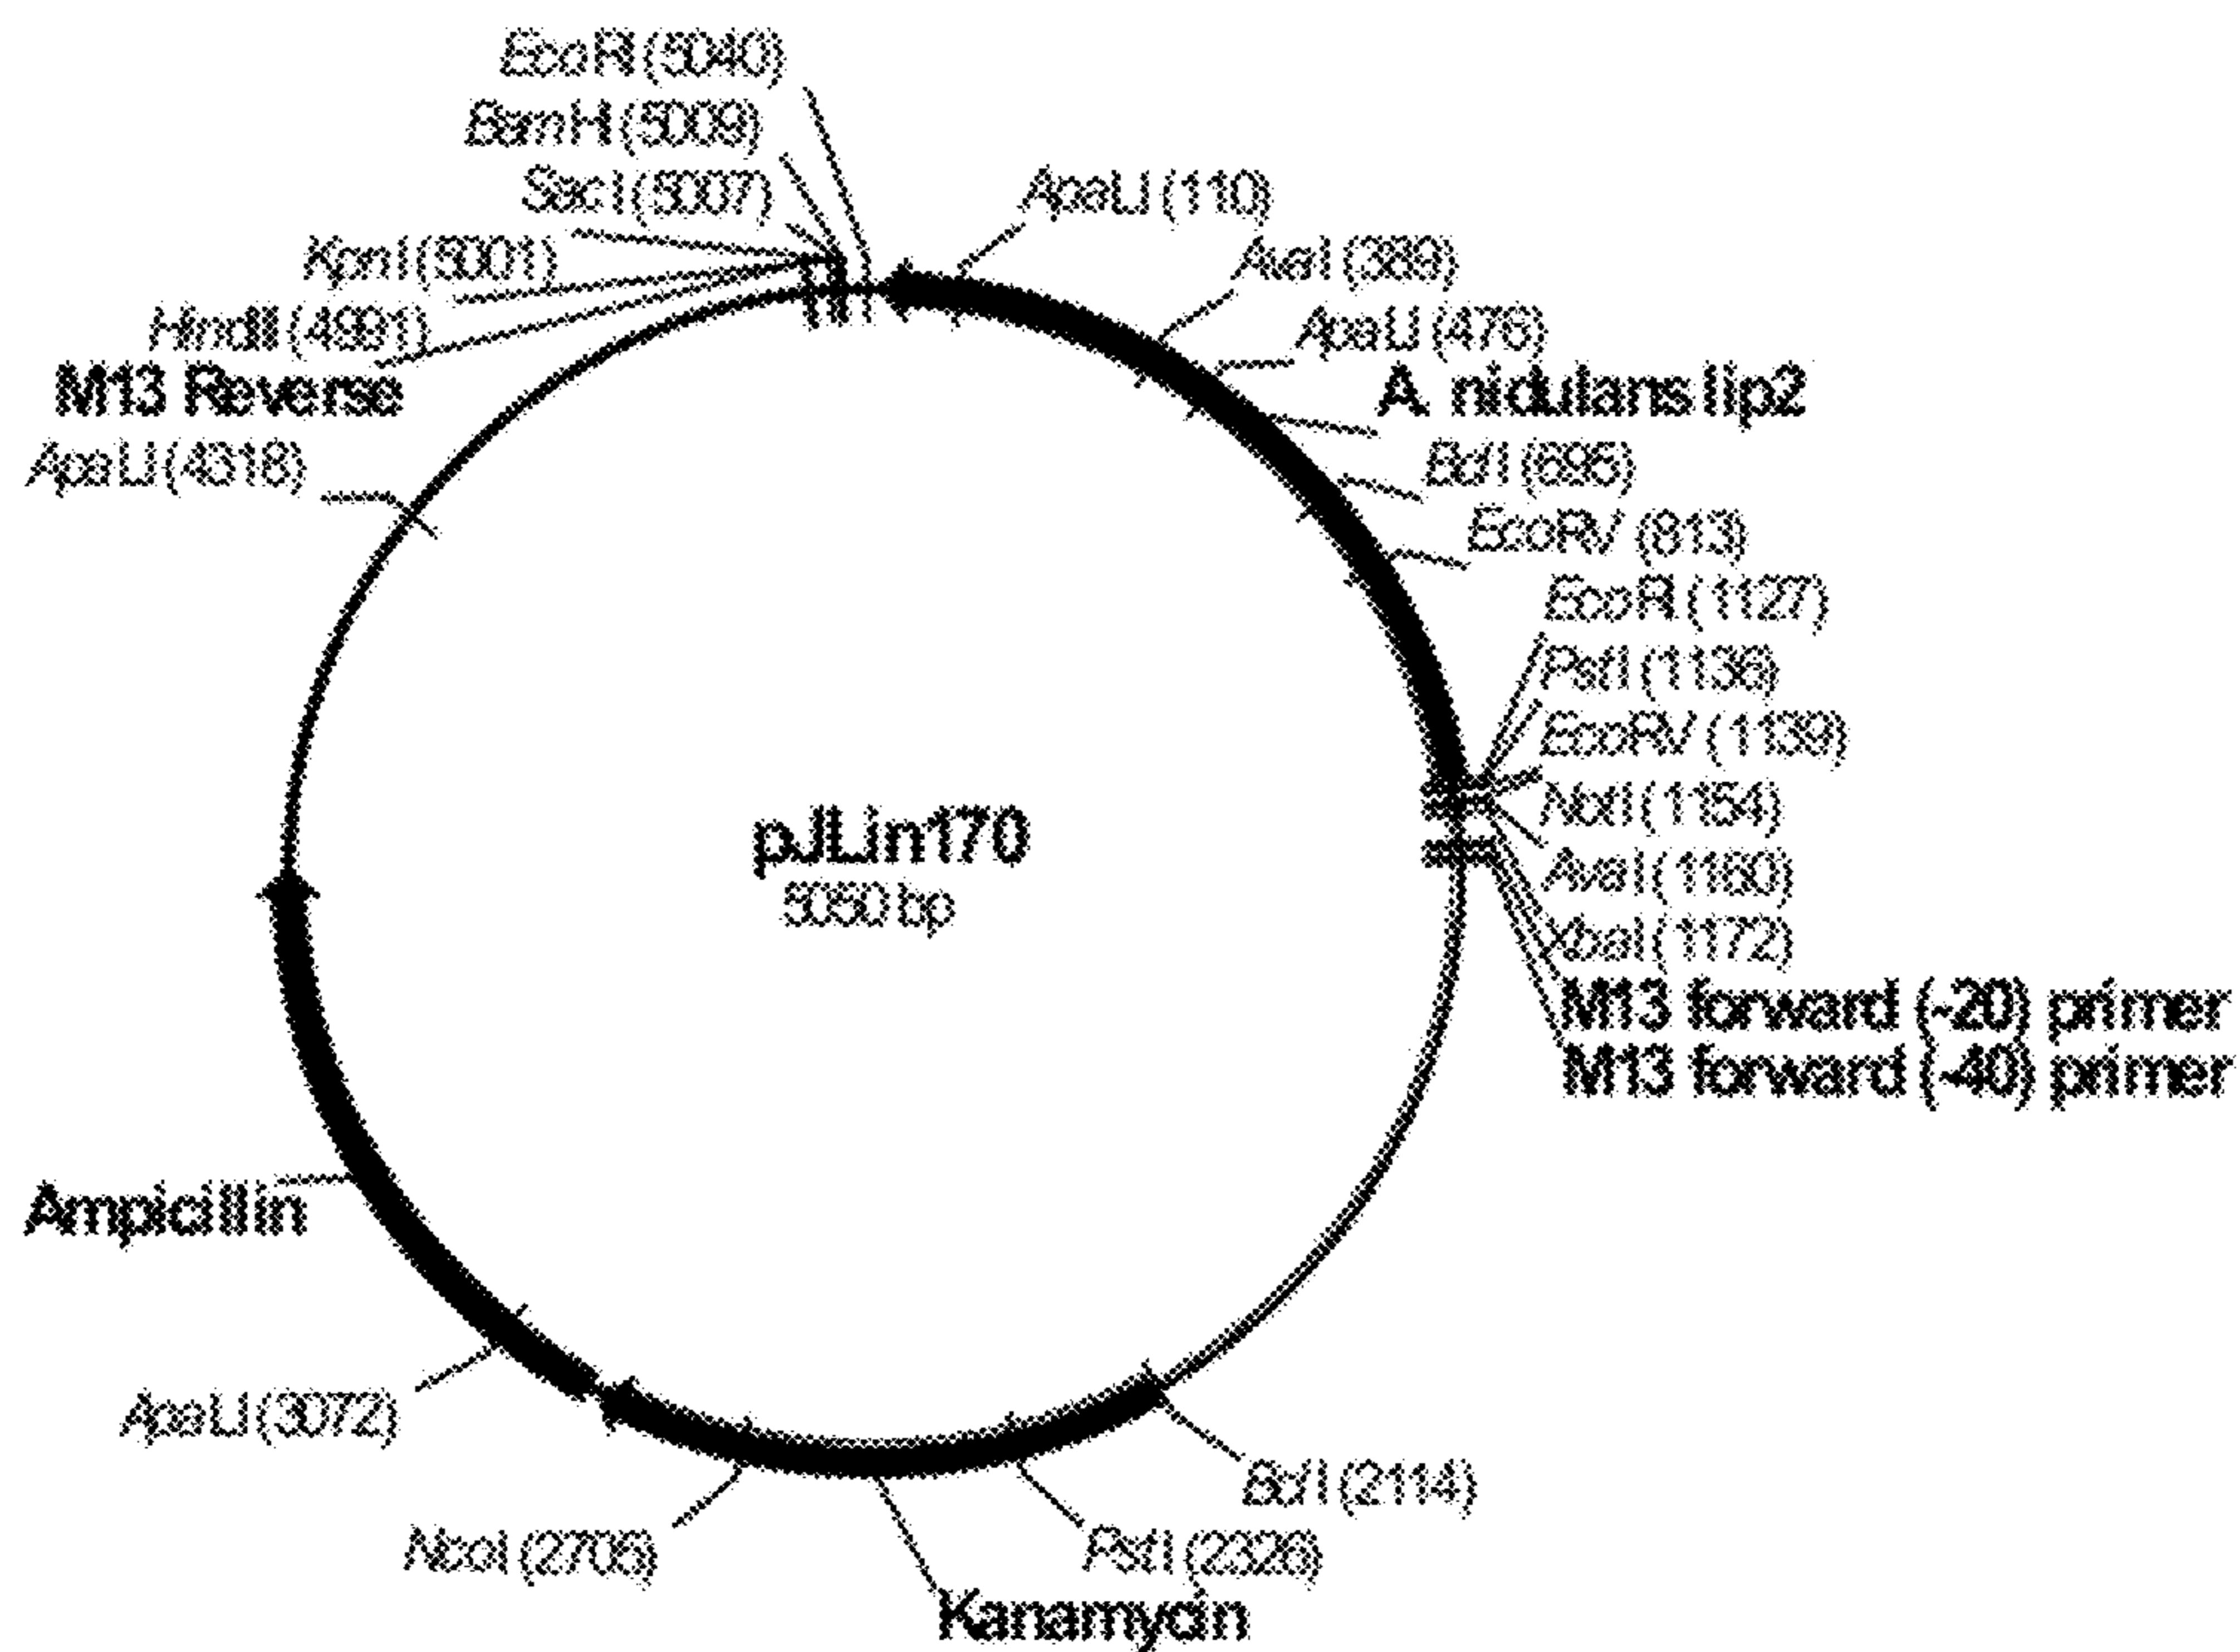 EcoRI (5040)
BamHI (5009)
SacI (5007)
KpnI (5001)
HindIII (4991)
M13 Reverse
ApaLI (4318)
ApaLI (110)
AvaI (389)
ApaLI (476)
A. nidulans lip2
BclI (695)
EcoRV (813)
EcoRI (1127)
PstI (1136)
EcoRV (1139)
NotI (1154)
AvaI (1160)
XbaI (1172)
M13 forward (-20) primer
M13 forward (-40) primer
pJLin170
5050 bp
Ampicillin
ApaLI (3072)
BclI (2114)
NcoI (2705)
PstI (2326)
Kanamycin